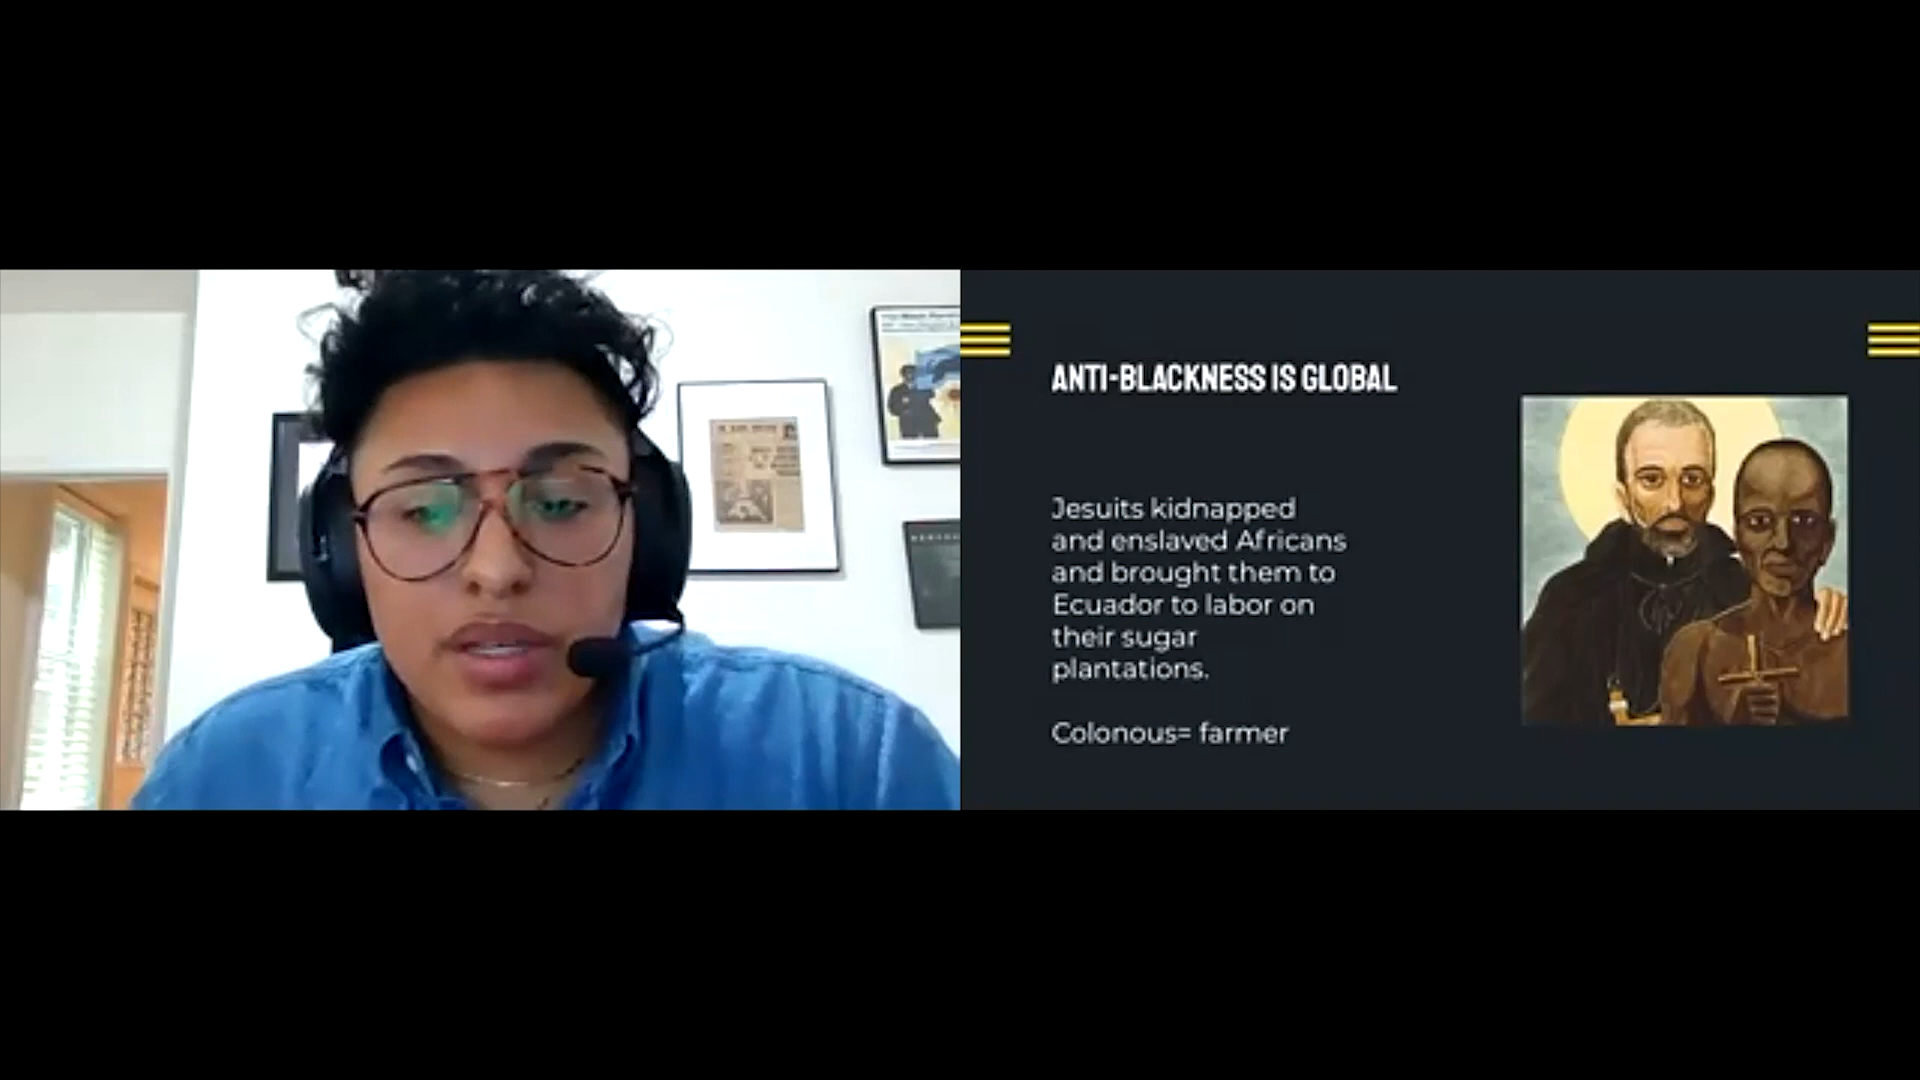 ANTI-BLACKNESS IS GLOBAL
Jesuits kidnapped
and enslaved Africans
and brought them to
Ecuador to labor on
their sugar
plantations.
Colonous= farmer